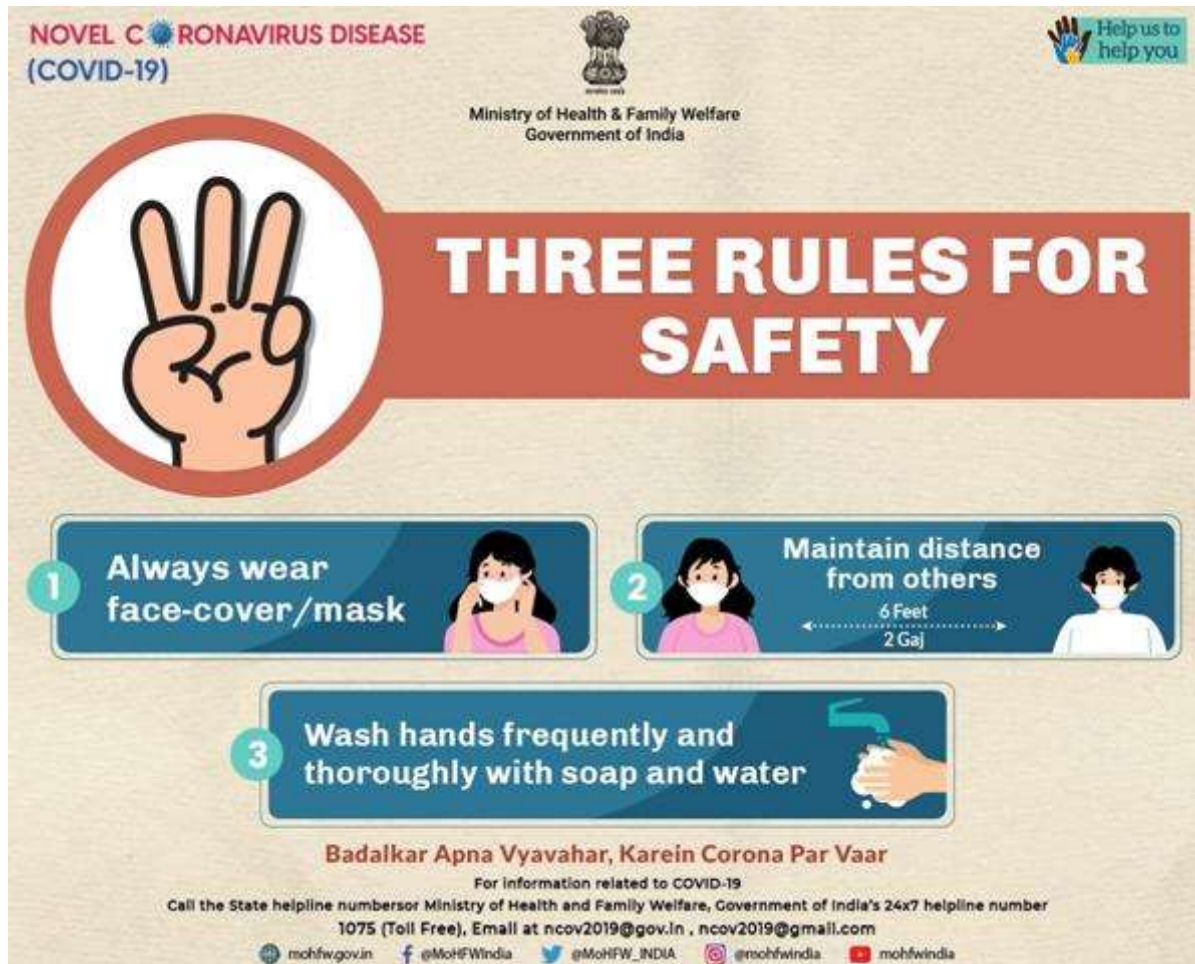 NOVEL CORONAVIRUS DISEASE
(COVID-19)
Ministry of Health & Family Welfare
Government of India
Help us to
help you
THREE RULES FOR
SAFETY
1
Always wear
face-cover/mask
2
Maintain distance
from others
6 Feet
2 Gaj
3
Wash hands frequently and
thoroughly with soap and water
Badalkar Apna Vyavahar, Karein Corona Par Vaar
For information related to COVID-19
Call the State helpline numbersor Ministry of Health and Family Welfare, Government of India's 24x7 helpline number
1075 (Toll Free), Email at ncov2019@gov.in , ncov2019@gmail.com
mohfw.gov.in @MoHFWIndia @MoHFW_INDIA @mohfwindia mohfwindia